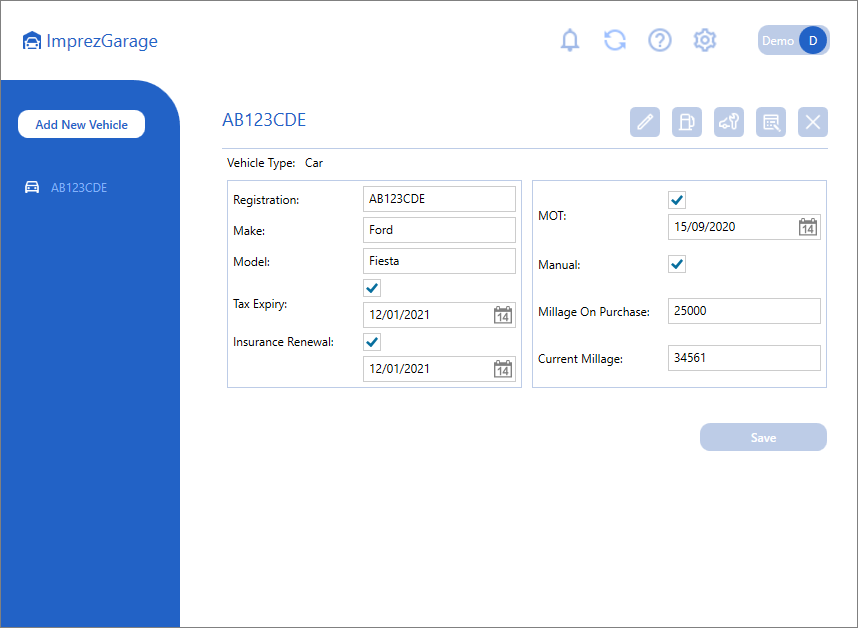 ImprezGarage
Demo D
Add New Vehicle
AB123CDE
AB123CDE
Vehicle Type: Car
Registration: AB123CDE
Make: Ford
Model: Fiesta
Tax Expiry: 12/01/2021 14
Insurance Renewal: 12/01/2021 14
MOT: 15/09/2020 14
Manual:
Millage On Purchase: 25000
Current Millage: 34561
Save